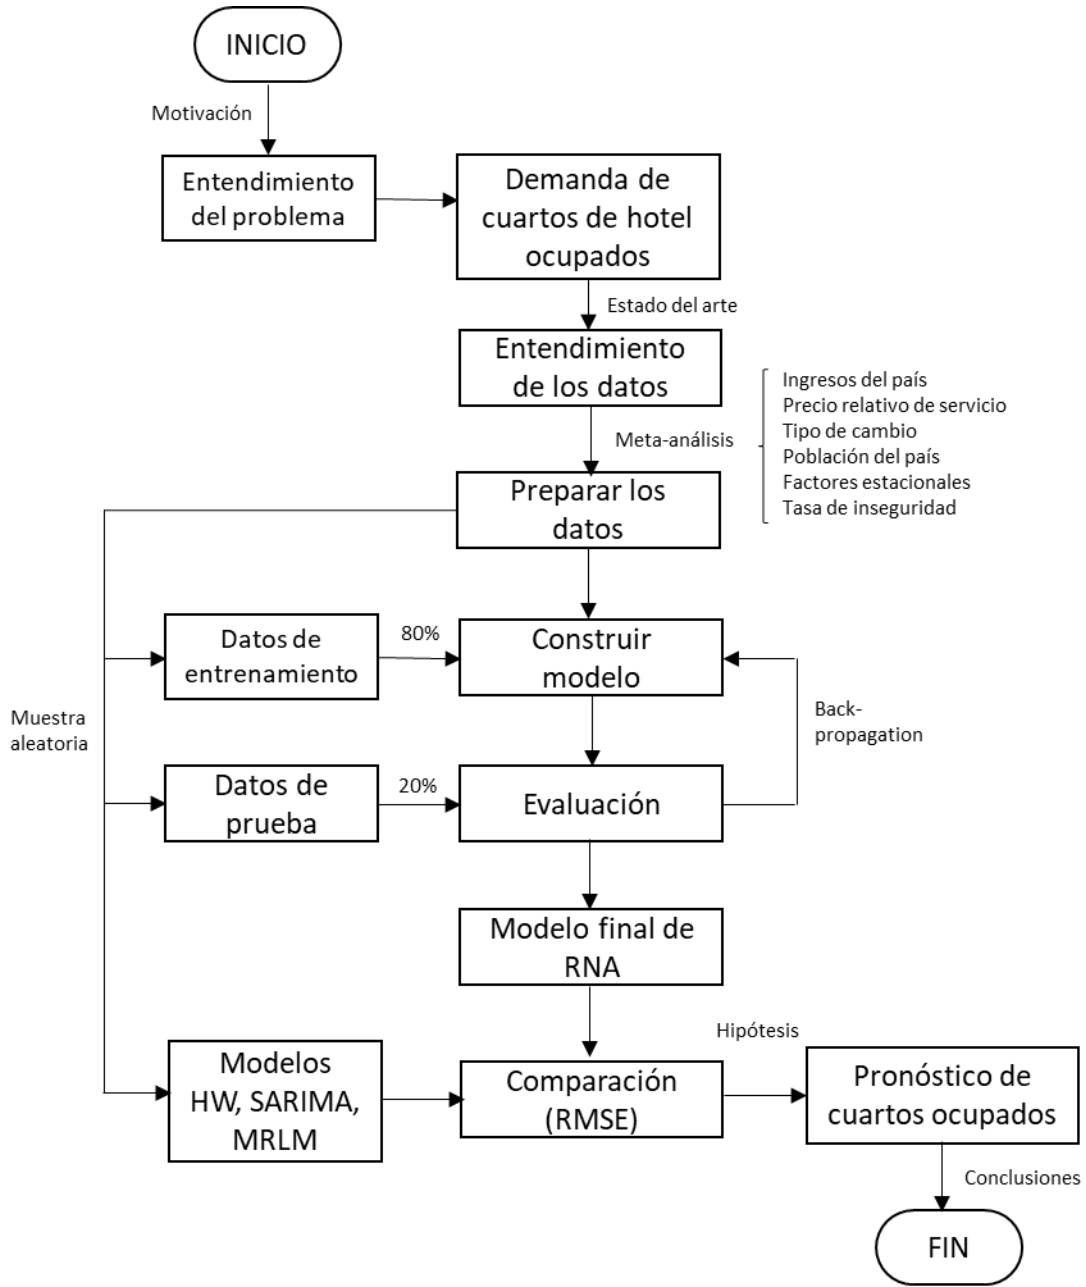 INICIO
Motivación
Entendimiento
del problema
Demanda de
cuartos de hotel
ocupados
Estado del arte
Entendimiento
de los datos
Meta-análisis
Ingresos del país
Precio relativo de servicio
Tipo de cambio
Población del país
Factores estacionales
Tasa de inseguridad
Preparar los
datos
Muestra
aleatoria
Datos de
entrenamiento
80%
Construir
modelo
Back-
propagation
Datos de
prueba
20%
Evaluación
Modelo final de
RNA
Modelos
HW, SARIMA,
MRLM
Comparación
(RMSE)
Hipótesis
Pronóstico de
cuartos ocupados
Conclusiones
FIN